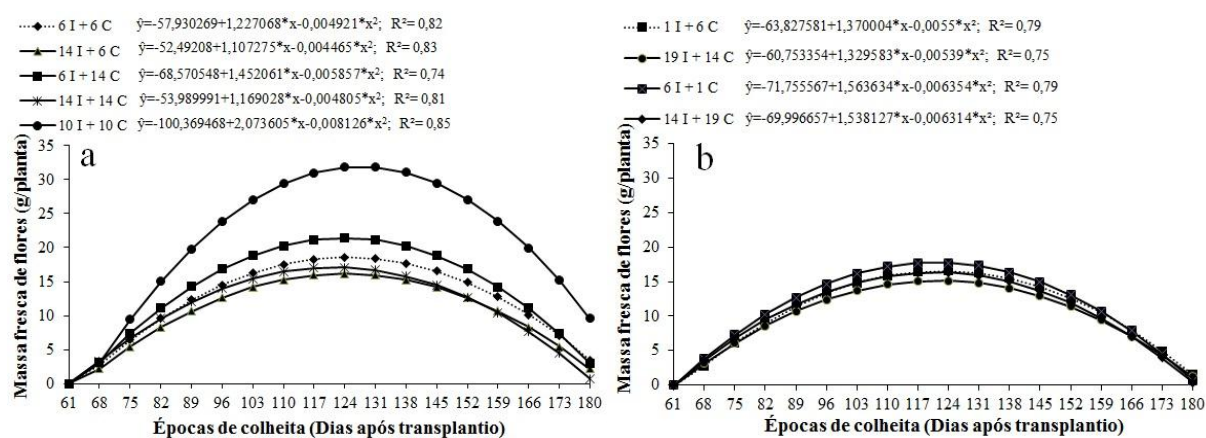 6 I + 6 C ŷ=-57,930269+1,227068*x-0,004921*x²; R²= 0,82
14 I + 6 C ŷ=-52,49208+1,107275*x-0,004465*x²; R²= 0,83
6 I + 14 C ŷ=-68,570548+1,452061*x-0,005857*x²; R²= 0,74
14 I + 14 C ŷ=-53,989991+1,169028*x-0,004805*x²; R²= 0,81
10 I + 10 C ŷ=-100,369468+2,073605*x-0,008126*x²; R²= 0,85
a
Massa fresca de flores (g/planta)
35
30
25
20
15
10
5
0
61 68 75 82 89 96 103 110 117 124 131 138 145 152 159 166 173 180
Épocas de colheita (Dias após transplantio)
1 I + 6 C ŷ=-63,827581+1,370004*x-0,0055*x²; R²= 0,79
19 I + 14 C ŷ=-60,753354+1,329583*x-0,00539*x²; R²= 0,75
6 I + 1 C ŷ=-71,755567+1,563634*x-0,006354*x²; R²= 0,79
14 I + 19 C ŷ=-69,996657+1,538127*x-0,006314*x²; R²= 0,75
b
Massa fresca de flores (g/planta)
35
30
25
20
15
10
5
0
61 68 75 82 89 96 103 110 117 124 131 138 145 152 159 166 173 180
Épocas de colheita (Dias após transplantio)